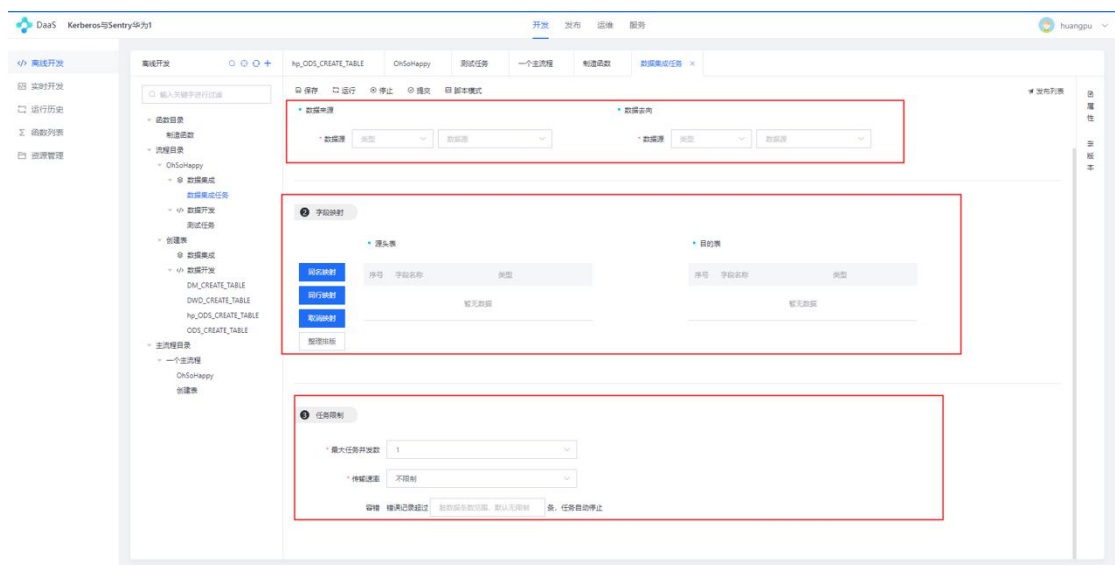 DaaS Kerberos与Sentry华为1 开发 发布 运维 服务 huangpu
离线开发
实时开发
运行历史
函数列表
资源管理
离线开发
输入关键字进行过滤
函数目录
制造函数
流程目录
OhSoHappy
数据集成
数据集成任务
数据开发
测试任务
创建表
数据集成
数据开发
DM_CREATE_TABLE
DWD_CREATE_TABLE
hp_ODS_CREATE_TABLE
ODS_CREATE_TABLE
主流程目录
一个主流程
OhSoHappy
创建表
hp_ODS_CREATE_TABLE OhSoHappy 测试任务 一个主流程 制造函数 数据集成任务 ×
保存 运行 停止 提交 脚本模式 发布列表
数据来源 数据去向
* 数据源 类型 数据源 * 数据源 类型 数据源
2 字段映射
源头表 目的表
同名映射
同行映射
取消映射
整理排版
序号 字段名称 类型 序号 字段名称 类型
暂无数据 暂无数据
3 任务限制
* 最大任务并发数 1
* 传输速率 不限制
容错 错误记录超过 脏数据条数范围，默认无限制 条，任务自动停止
属性
版本